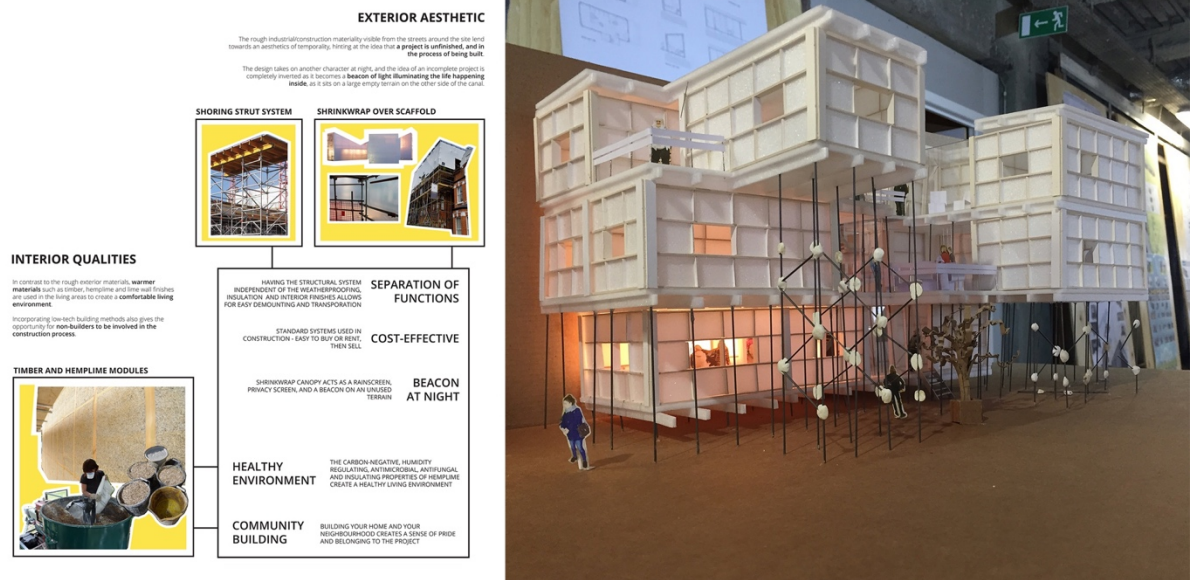 EXTERIOR AESTHETIC
The rough industrial/construction materiality visible from the streets around the site lend
towards an aesthetics of temporality, hinting at the idea that a project is unfinished, and in
the process of being built.
The design takes on another character at night, and the idea of an incomplete project is
completely inverted as it becomes a beacon of light illuminating the life happening
inside, as it sits on a large empty terrain on the other side of the canal.
SHORING STRUT SYSTEM
SHRINKWRAP OVER SCAFFOLD
INTERIOR QUALITIES
In contrast to the rough exterior materials, warmer
materials such as timber, hemplime and lime wall finishes
are used in the living areas to create a comfortable living
environment.
Incorporating low-tech building methods also gives the
opportunity for non-builders to be involved in the
construction process.
HAVING THE STRUCTURAL SYSTEM
INDEPENDENT OF THE WEATHERPROOFING,
INSULATION AND INTERIOR FINISHES ALLOWS
FOR EASY DEMOUNTING AND TRANSPORATION
SEPARATION OF
FUNCTIONS
STANDARD SYSTEMS USED IN
CONSTRUCTION - EASY TO BUY OR RENT,
THEN SELL
COST-EFFECTIVE
SHRINKWRAP CANOPY ACTS AS A RAINSCREEN,
PRIVACY SCREEN, AND A BEACON ON AN UNUSED
TERRAIN
BEACON
AT NIGHT
TIMBER AND HEMPLIME MODULES
HEALTHY
ENVIRONMENT
THE CARBON-NEGATIVE, HUMIDITY
REGULATING, ANTIMICROBIAL, ANTIFUNGAL
AND INSULATING PROPERTIES OF HEMPLIME
CREATE A HEALTHY LIVING ENVIRONMENT
COMMUNITY
BUILDING
BUILDING YOUR HOME AND YOUR
NEIGHBOURHOOD CREATES A SENSE OF PRIDE
AND BELONGING TO THE PROJECT